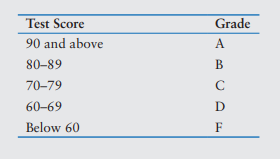 Test Score Grade
90 and above A
80–89 B
70–79 C
60–69 D
Below 60 F